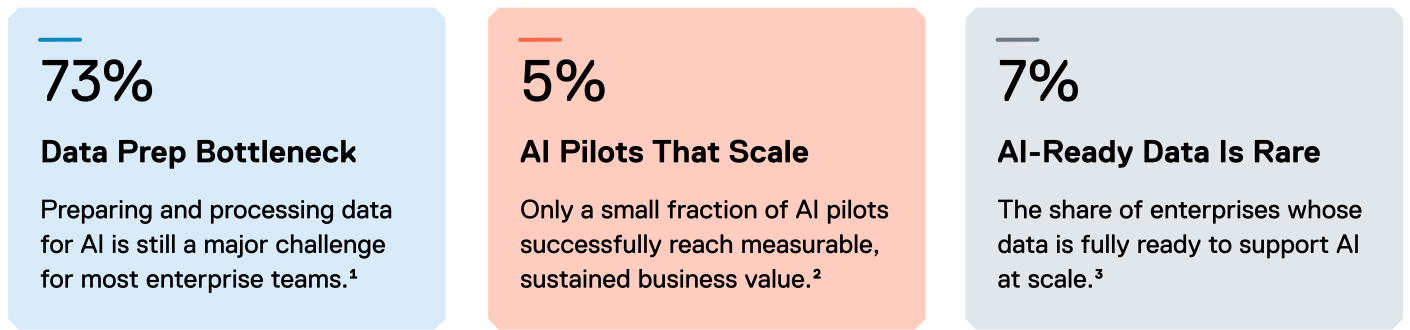 73%
Data Prep Bottleneck
Preparing and processing data
for AI is still a major challenge
for most enterprise teams.¹
5%
AI Pilots That Scale
Only a small fraction of AI pilots
successfully reach measurable,
sustained business value.²
7%
AI-Ready Data Is Rare
The share of enterprises whose
data is fully ready to support AI
at scale.³